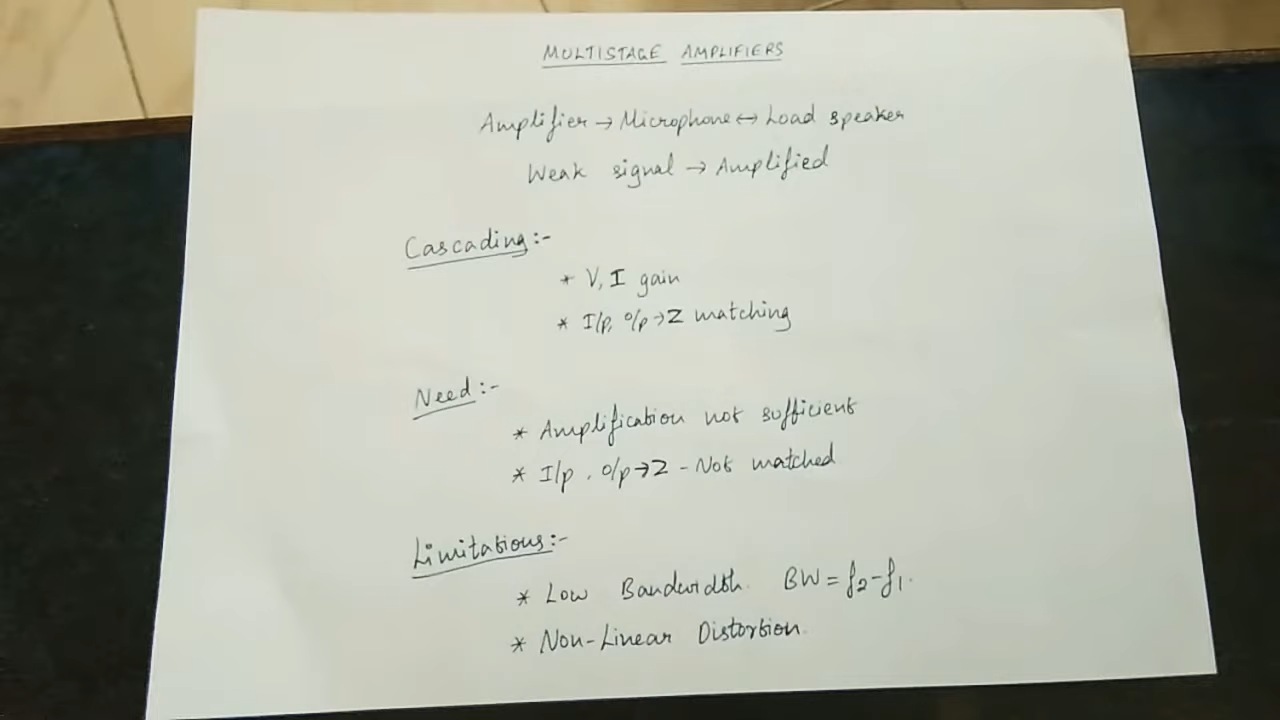 MULTISTAGE AMPLIFIERS
Amplifier → Microphone ↔ Load speaker
Weak signal → Amplified
Cascading:-
* V, I gain
* I/p, o/p → Z matching
Need:-
* Amplification not sufficient
* I/p, o/p → Z - Not matched
Limitations:-
* Low Bandwidth. BW = f2-f1.
* Non-Linear Distortion.